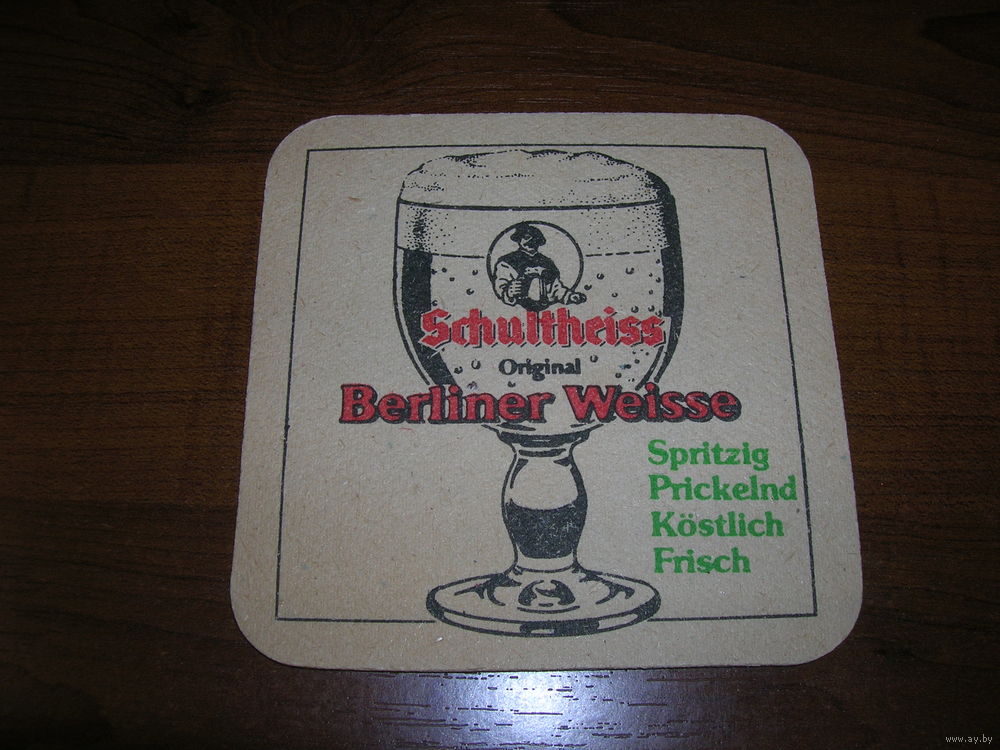 Schultheiss
Original
Berliner Weisse
Spritzig
Prickelnd
Köstlich
Frisch
www.ay.by